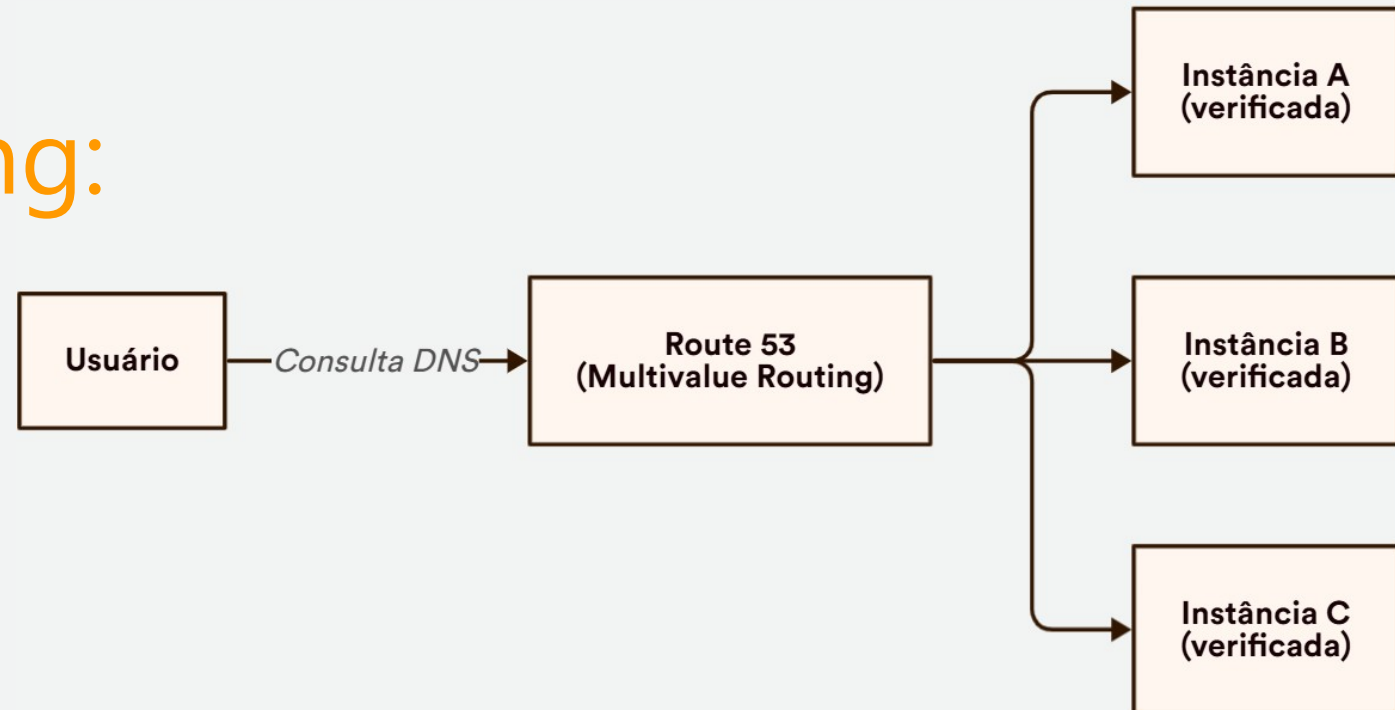 ng:
Instância A
(verificada)
Usuário
Consulta DNS
Route 53
(Multivalue Routing)
Instância B
(verificada)
Instância C
(verificada)